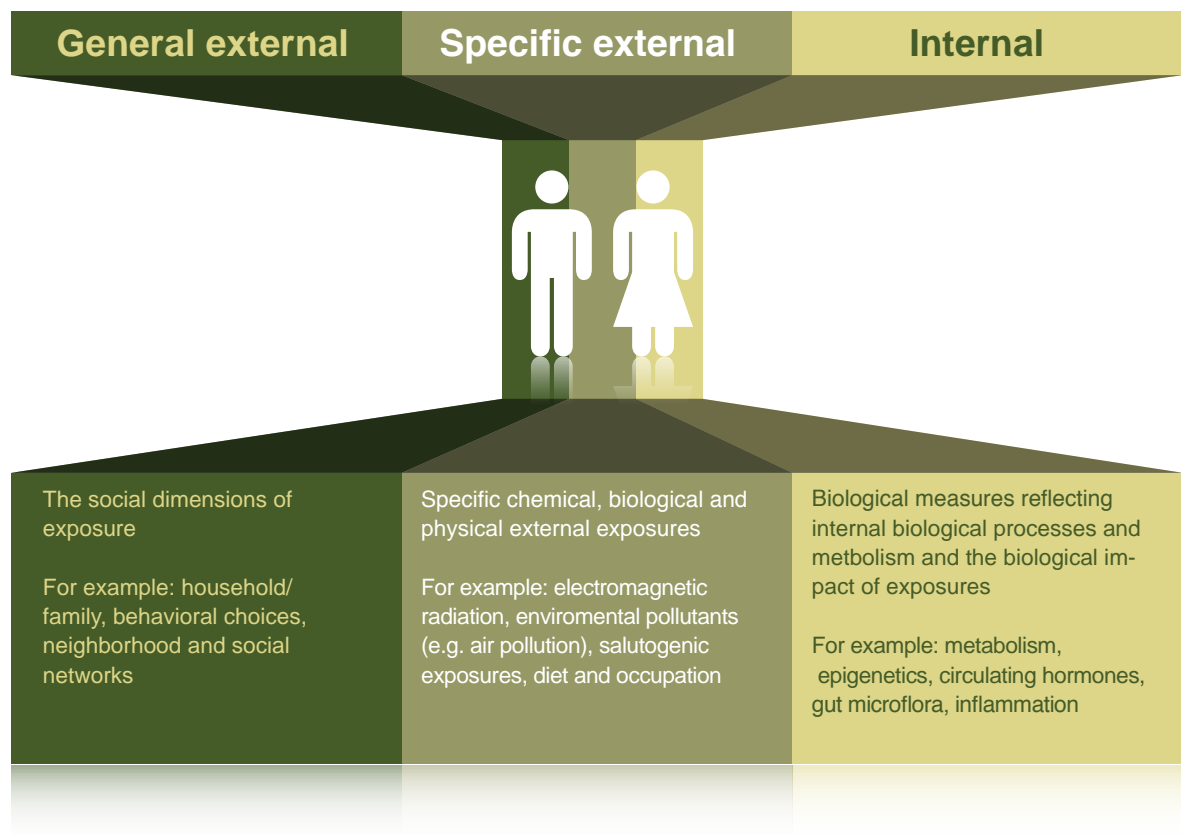 General external
Specific external
Internal
The social dimensions of
exposure
For example: household/
family, behavioral choices,
neighborhood and social
networks
Specific chemical, biological and
physical external exposures
For example: electromagnetic
radiation, enviromental pollutants
(e.g. air pollution), salutogenic
exposures, diet and occupation
Biological measures reflecting
internal biological processes and
metbolism and the biological im-
pact of exposures
For example: metabolism,
epigenetics, circulating hormones,
gut microflora, inflammation